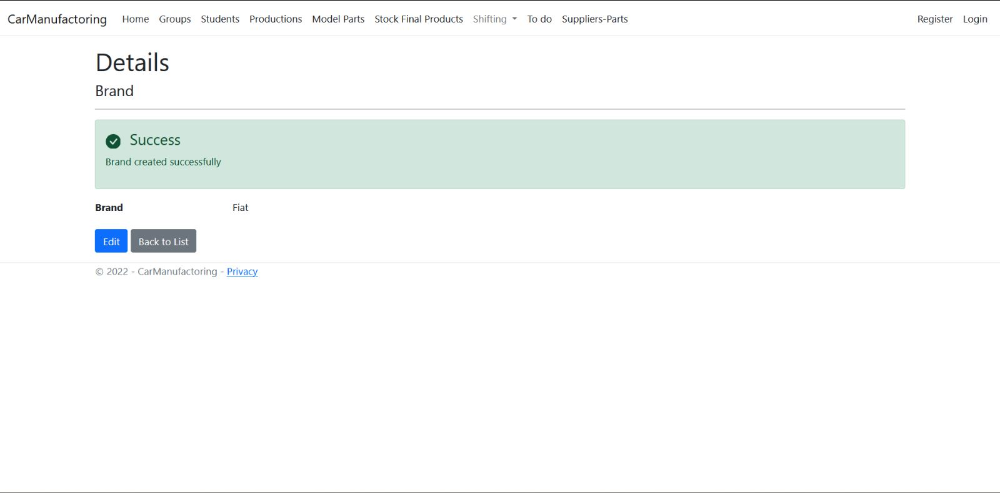 CarManufactoring Home Groups Students Productions Model Parts Stock Final Products Shifting To do Suppliers-Parts Register Login
Details
Brand
Success
Brand created successfully
Brand Fiat
Edit Back to List
© 2022 - CarManufactoring - Privacy